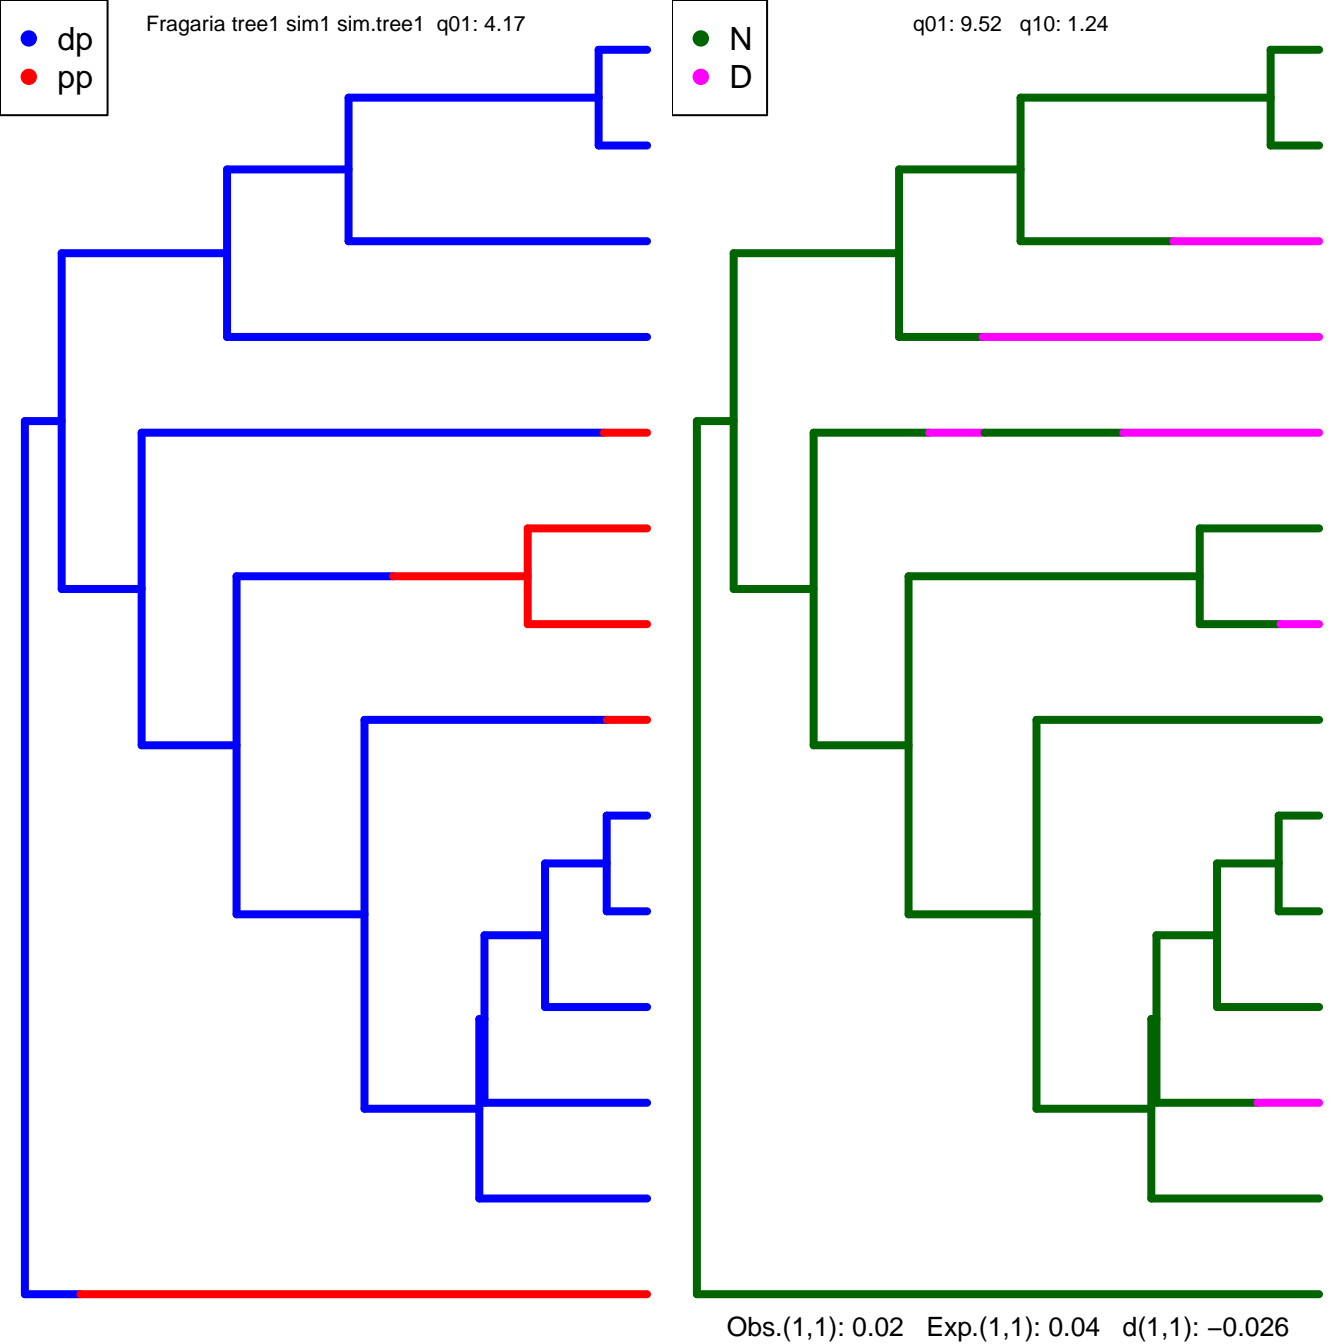 dp
pp
Fragaria tree1 sim1 sim.tree1 q01: 4.17
N
D
q01: 9.52 q10: 1.24
Obs.(1,1): 0.02 Exp.(1,1): 0.04 d(1,1): −0.026